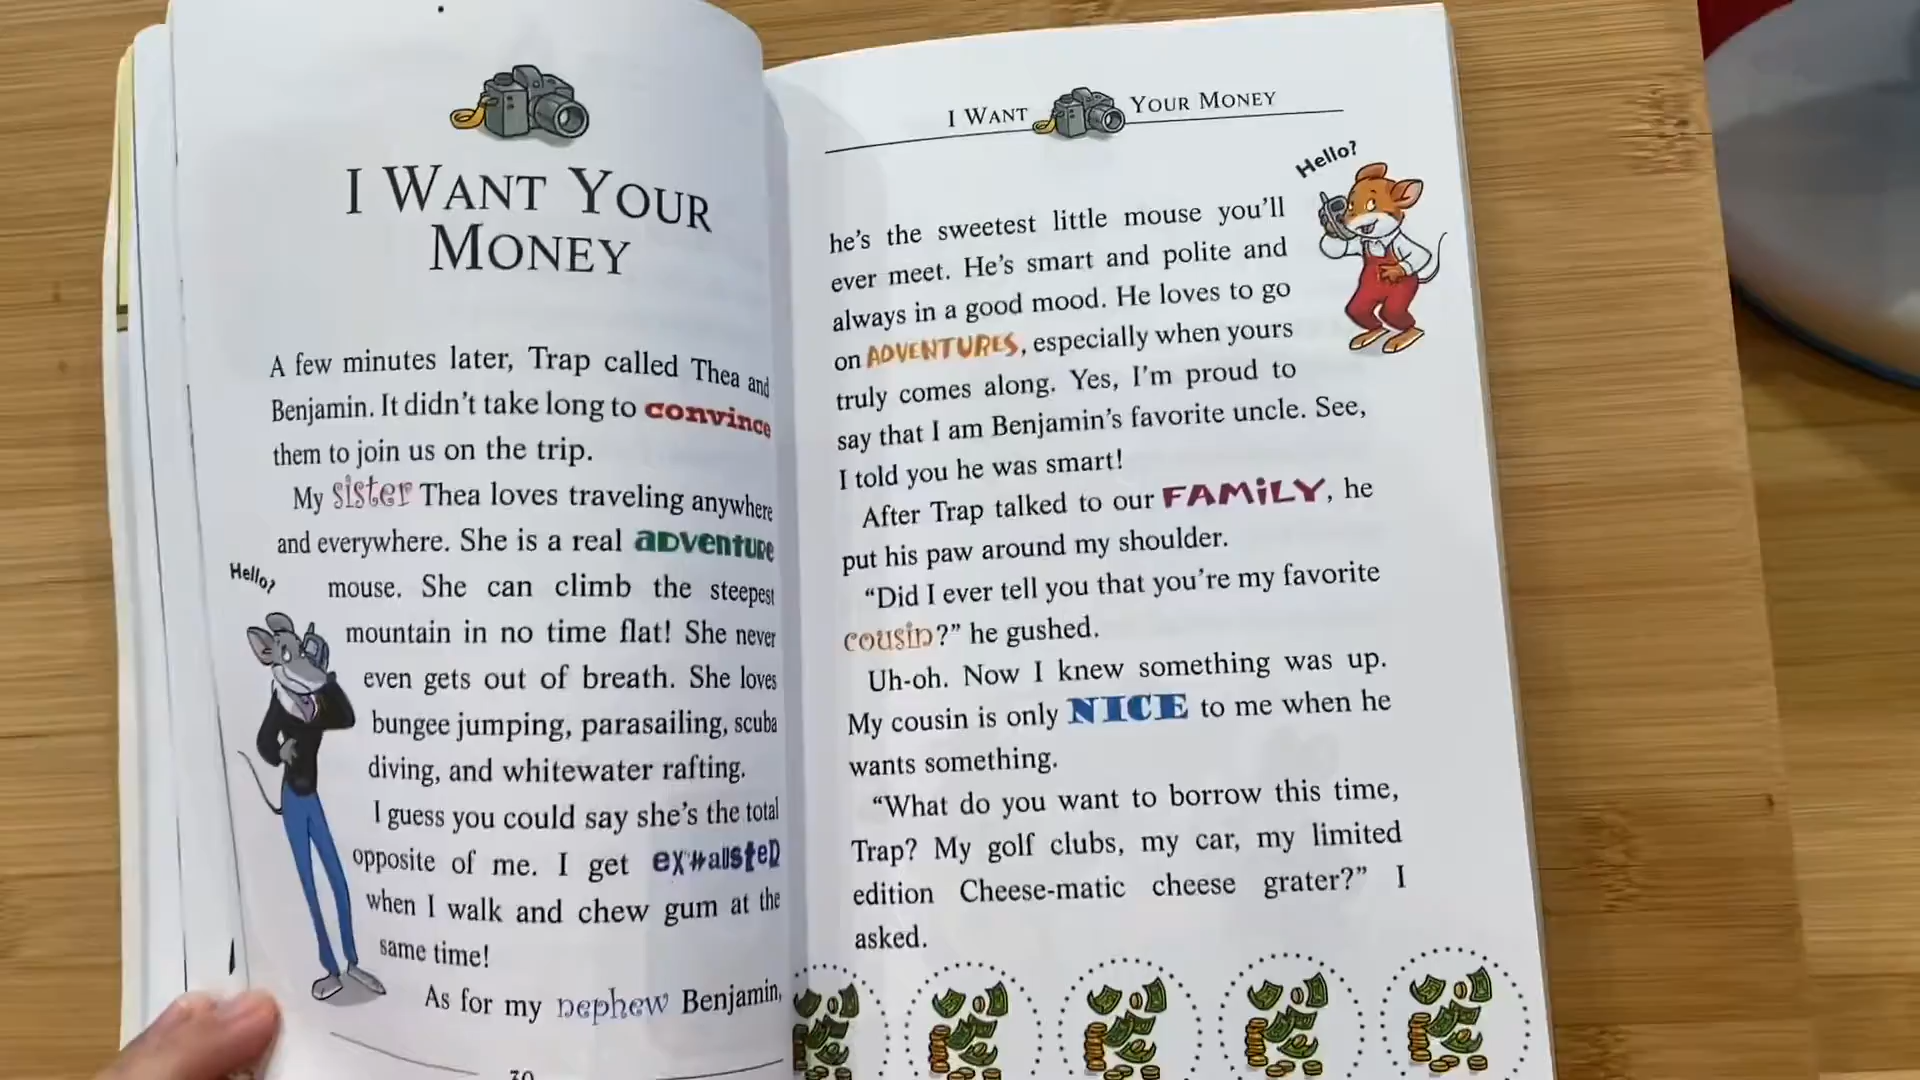 I WANT YOUR
MONEY
A few minutes later, Trap called Thea and
Benjamin. It didn't take long to convince
them to join us on the trip.
My sister Thea loves traveling anywhere
and everywhere. She is a real adventure
Hello?
mouse. She can climb the steepest
mountain in no time flat! She never
even gets out of breath. She loves
bungee jumping, parasailing, scuba
diving, and whitewater rafting.
I guess you could say she's the total
opposite of me. I get exhausted
when I walk and chew gum at the
same time!
As for my nephew Benjamin,
30
I WANT YOUR MONEY
Hello?
he's the sweetest little mouse you'll
ever meet. He's smart and polite and
always in a good mood. He loves to go
on ADVENTURES, especially when yours
truly comes along. Yes, I'm proud to
say that I am Benjamin's favorite uncle. See,
I told you he was smart!
After Trap talked to our FAMILY, he
put his paw around my shoulder.
“Did I ever tell you that you're my favorite
cousin?” he gushed.
Uh-oh. Now I knew something was up.
My cousin is only NICE to me when he
wants something.
“What do you want to borrow this time,
Trap? My golf clubs, my car, my limited
edition Cheese-matic cheese grater?” I
asked.